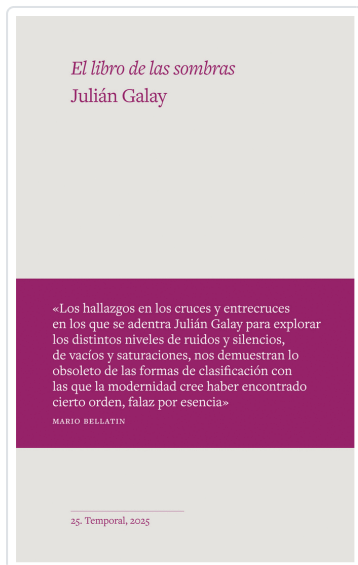 El libro de las sombras
Julián Galay
«Los hallazgos en los cruces y entrecruces
en los que se adentra Julián Galay para explorar
los distintos niveles de ruidos y silencios,
de vacíos y saturaciones, nos demuestran lo
obsoleto de las formas de clasificación con
las que la modernidad cree haber encontrado
cierto orden, falaz por esencia»
MARIO BELLATIN
25. Temporal, 2025